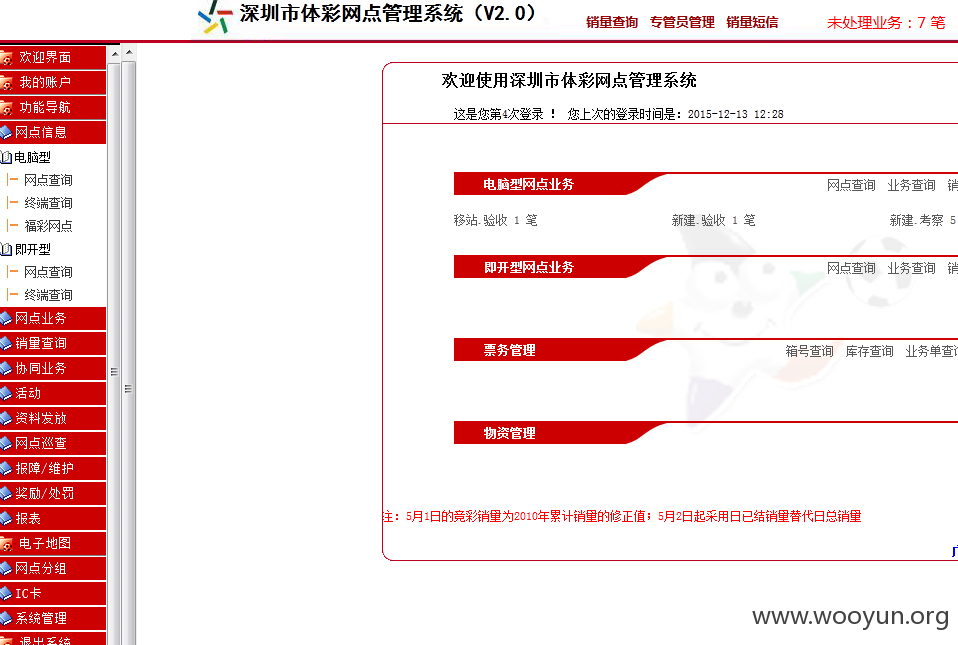 深圳市体彩网点管理系统（V2.0）
销量查询 专管员管理 销量短信 未处理业务：7 笔
欢迎界面
我的账户
功能导航
网点信息
电脑型
网点查询
终端查询
福彩网点
即开型
网点查询
终端查询
网点业务
销量查询
协同业务
活动
资料发放
网点巡查
报障/维护
奖励/处罚
报表
电子地图
网点分组
IC卡
系统管理
退出系统
欢迎使用深圳市体彩网点管理系统
这是您第4次登录 ！ 您上次的登录时间是：2015-12-13 12:28
电脑型网点业务 网点查询 业务查询 销
移站.验收 1 笔 新建.验收 1 笔 新建.考察 5
即开型网点业务 网点查询 业务查询 销
票务管理 箱号查询 库存查询 业务单查询
物资管理
注：5月1日的竞彩销量为2010年累计销量的修正值；5月2日起采用日已结销量替代日总销量
www.wooyun.org